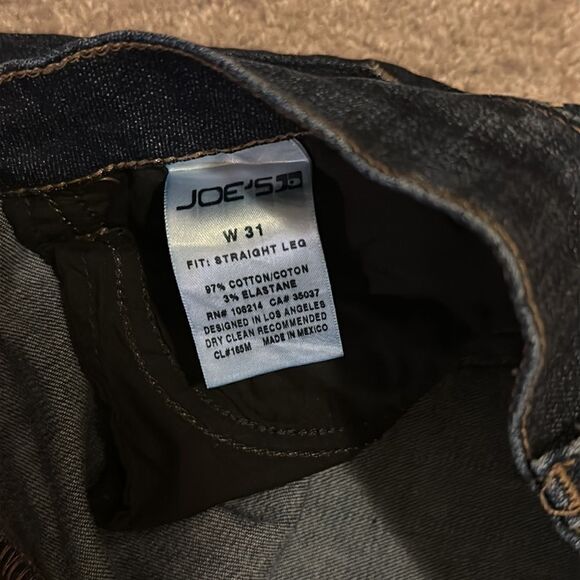 JOE'S
W 31
FIT: STRAIGHT LEG
97% COTTON/COTON
3% ELASTANE
RN# 106214 CA# 35037
DESIGNED IN LOS ANGELES
DRY CLEAN RECOMMENDED
CL#165M MADE IN MEXICO